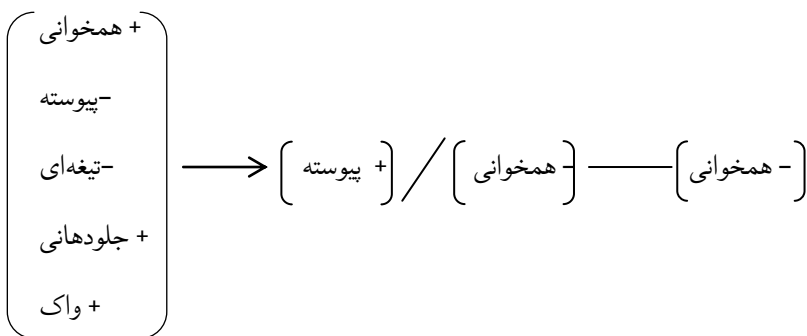 + همخوانی
–پیوسته
–تیغه‌ای
+ جلودهانی
+ واک
+ پیوسته
/
- همخوانی
- همخوانی